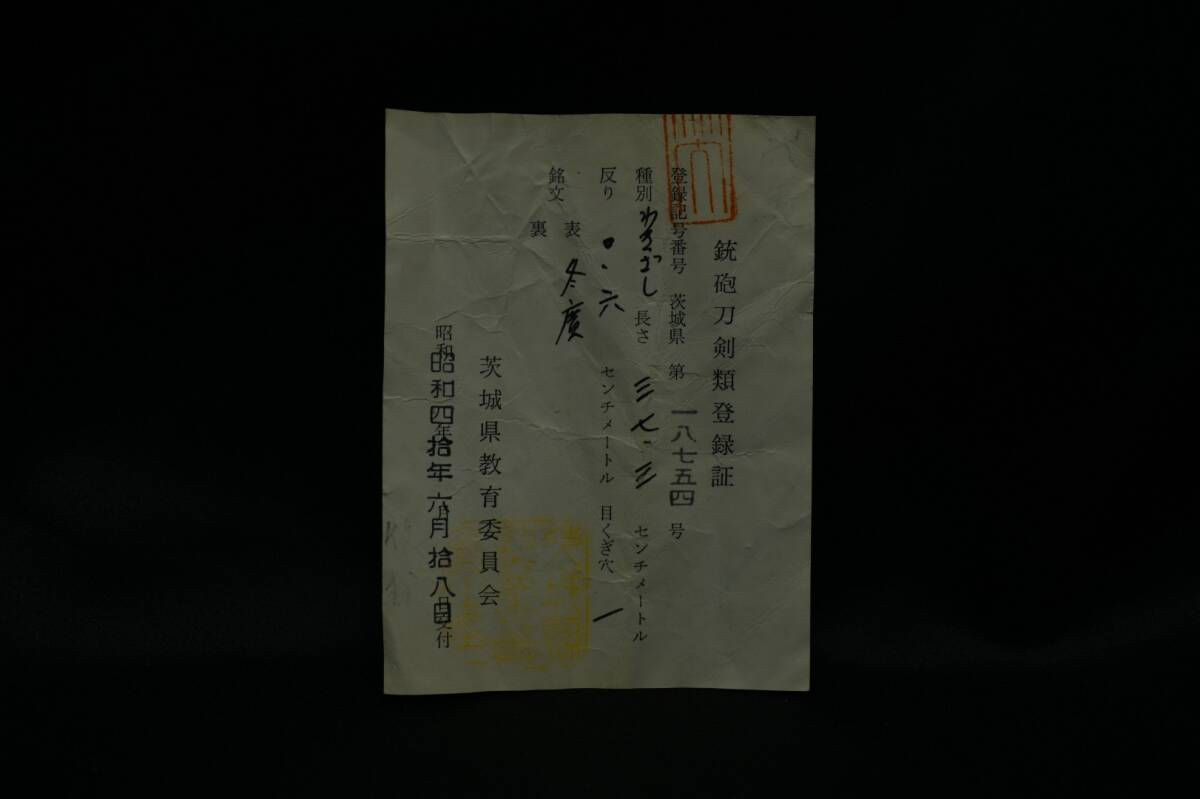 銃砲刀剣類登録証
登録記号番号 茨城県 第 一八七五四 号
種別 わきざし 長さ 三七・三 センチメートル
反り 〇・六 センチメートル 目くぎ穴 一
銘文 表 冬廣
裏
茨城県教育委員会
昭和四拾年六月拾八日交付